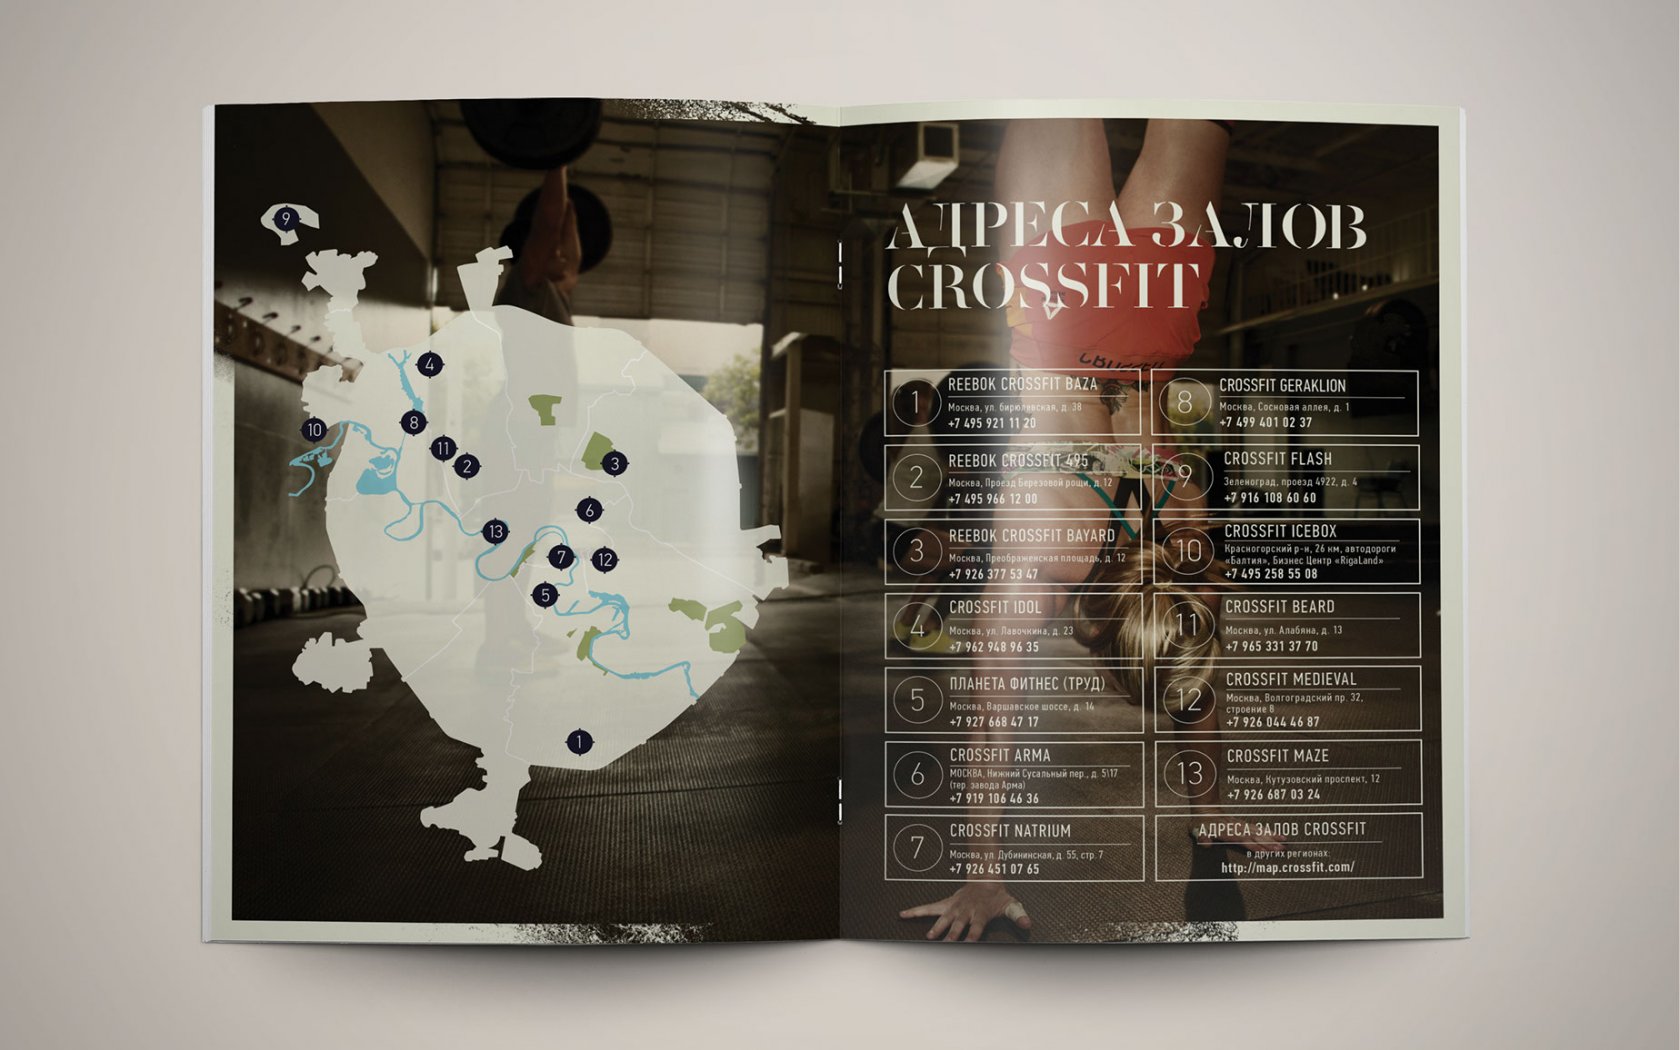 9
4
8
10
11
2
3
6
13
7
12
5
1
АДРЕСА ЗАЛОВ
CROSSFIT
1
REEBOK CROSSFIT BAZA
Москва, ул. бирюлевская, д. 38
+7 495 921 11 20
2
REEBOK CROSSFIT 495
Москва, Проезд Березовой рощи, д. 12
+7 495 966 12 00
3
REEBOK CROSSFIT BAYARD
Москва, Преображенская площадь, д. 12
+7 926 377 53 47
4
CROSSFIT IDOL
Москва, ул. Лавочкина, д. 23
+7 962 948 96 35
5
ПЛАНЕТА ФИТНЕС (ТРУД)
Москва, Варшавское шоссе, д. 14
+7 927 668 47 17
6
CROSSFIT ARMA
МОСКВА, Нижний Сусальный пер., д. 5\17
(тер. завода Арма)
+7 919 106 46 36
7
CROSSFIT NATRIUM
Москва, ул. Дубининская, д. 55, стр. 7
+7 926 451 07 65
8
CROSSFIT GERAKLION
Москва, Сосновая аллея, д. 1
+7 499 401 02 37
9
CROSSFIT FLASH
Зеленоград, проезд 4922, д. 4
+7 916 108 60 60
10
CROSSFIT ICEBOX
Красногорский р-н, 26 км, автодороги
«Балтия», Бизнес Центр «RigaLand»
+7 495 258 55 08
11
CROSSFIT BEARD
Москва, ул. Алабяна, д. 13
+7 965 331 37 70
12
CROSSFIT MEDIEVAL
Москва, Волгоградский пр. 32,
строение 8
+7 926 044 46 87
13
CROSSFIT MAZE
Москва, Кутузовский проспект, 12
+7 926 687 03 24
АДРЕСА ЗАЛОВ CROSSFIT
в других регионах:
http://map.crossfit.com/